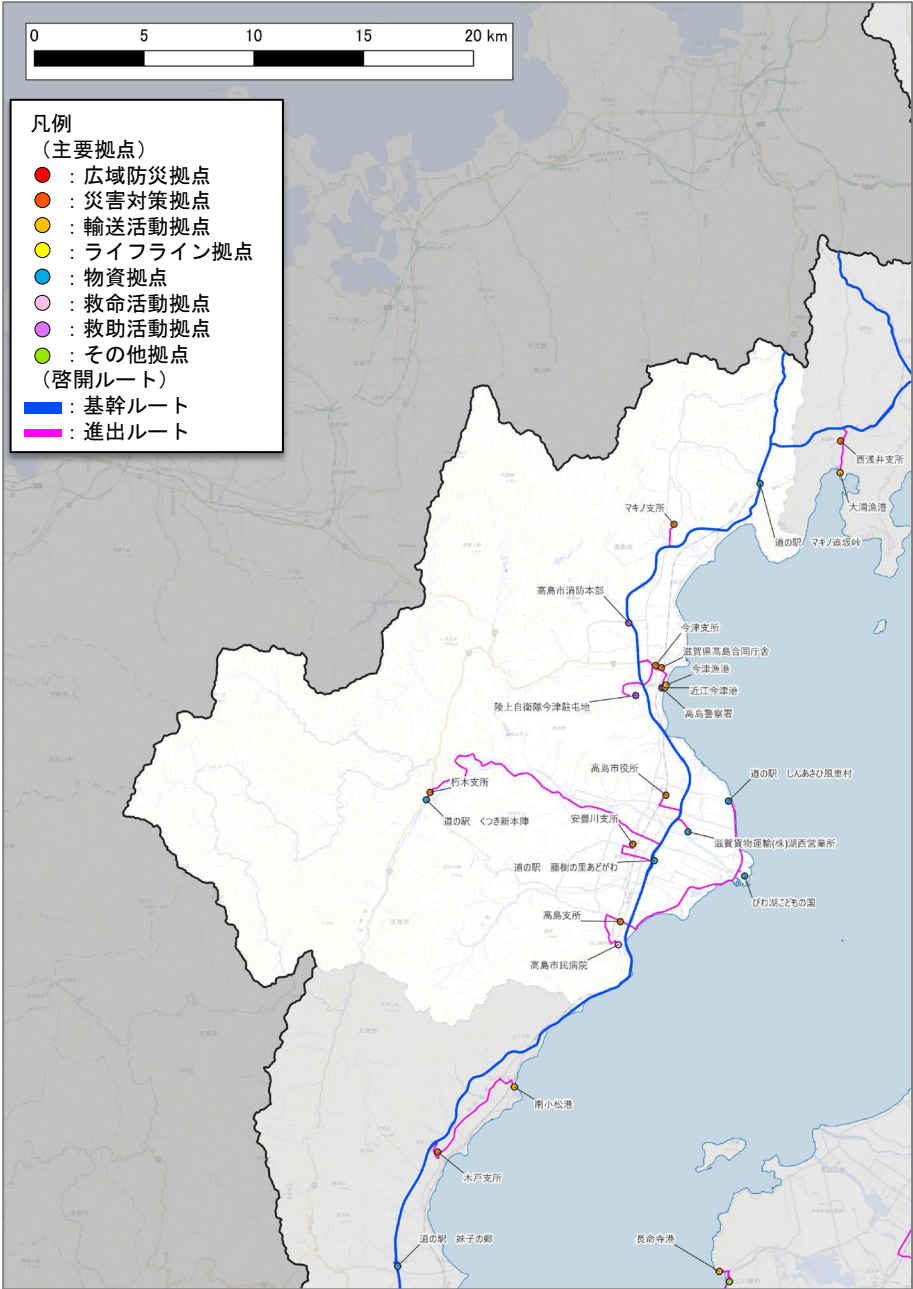 0 5 10 15 20 km
凡例
(主要拠点)
：広域防災拠点
：災害対策拠点
：輸送活動拠点
：ライフライン拠点
：物資拠点
：救命活動拠点
：救助活動拠点
：その他拠点
(啓開ルート)
：基幹ルート
：進出ルート
西浅井支所
大浦漁港
マキノ支所
道の駅　マキノ追坂峠
高島市消防本部
今津支所
滋賀県高島合同庁舎
今津漁港
近江今津港
陸上自衛隊今津駐屯地
高島警察署
高島市役所
道の駅　しんあさひ風車村
朽木支所
道の駅　くつき新本陣
安曇川支所
滋賀貨物運輸(株)湖西営業所
道の駅　藤樹の里あどがわ
びわ湖こどもの国
高島支所
高島市民病院
南小松港
木戸支所
道の駅　妹子の郷
長命寺港